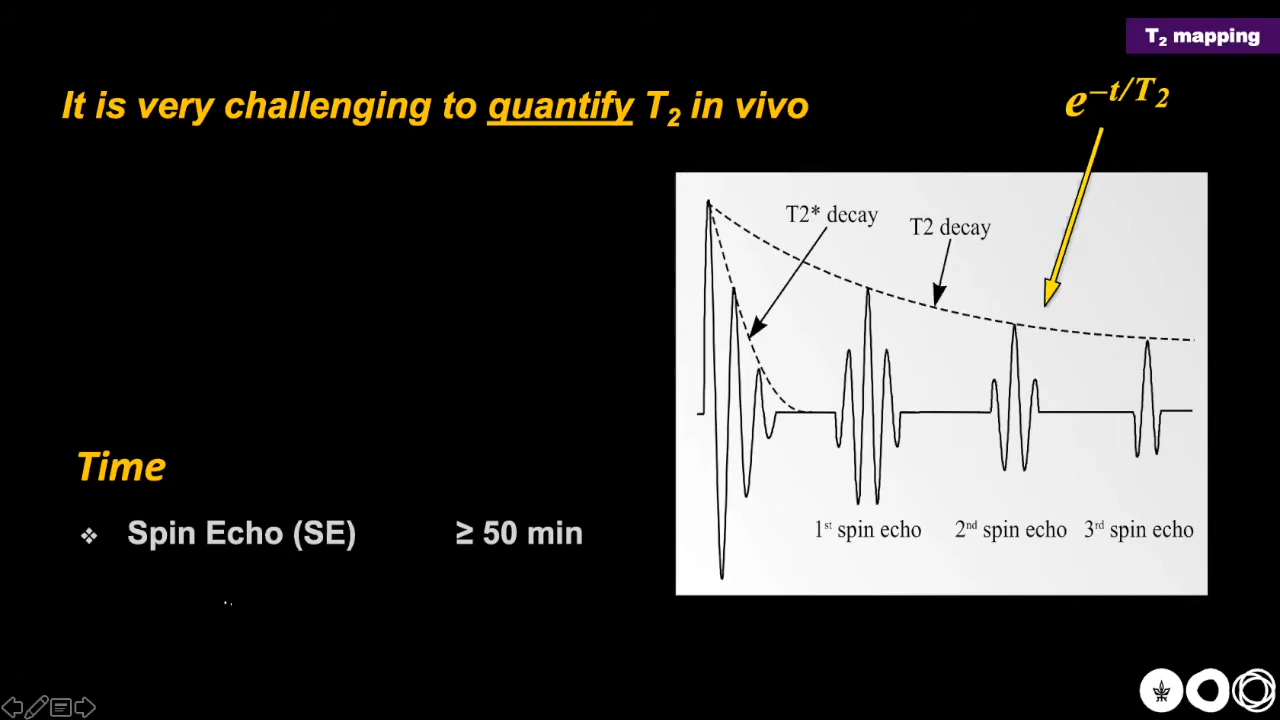 T₂ mapping
It is very challenging to quantify T₂ in vivo
e^−t/T₂
T2* decay
T2 decay
1st spin echo
2nd spin echo
3rd spin echo
Time
❖ Spin Echo (SE) ≥ 50 min